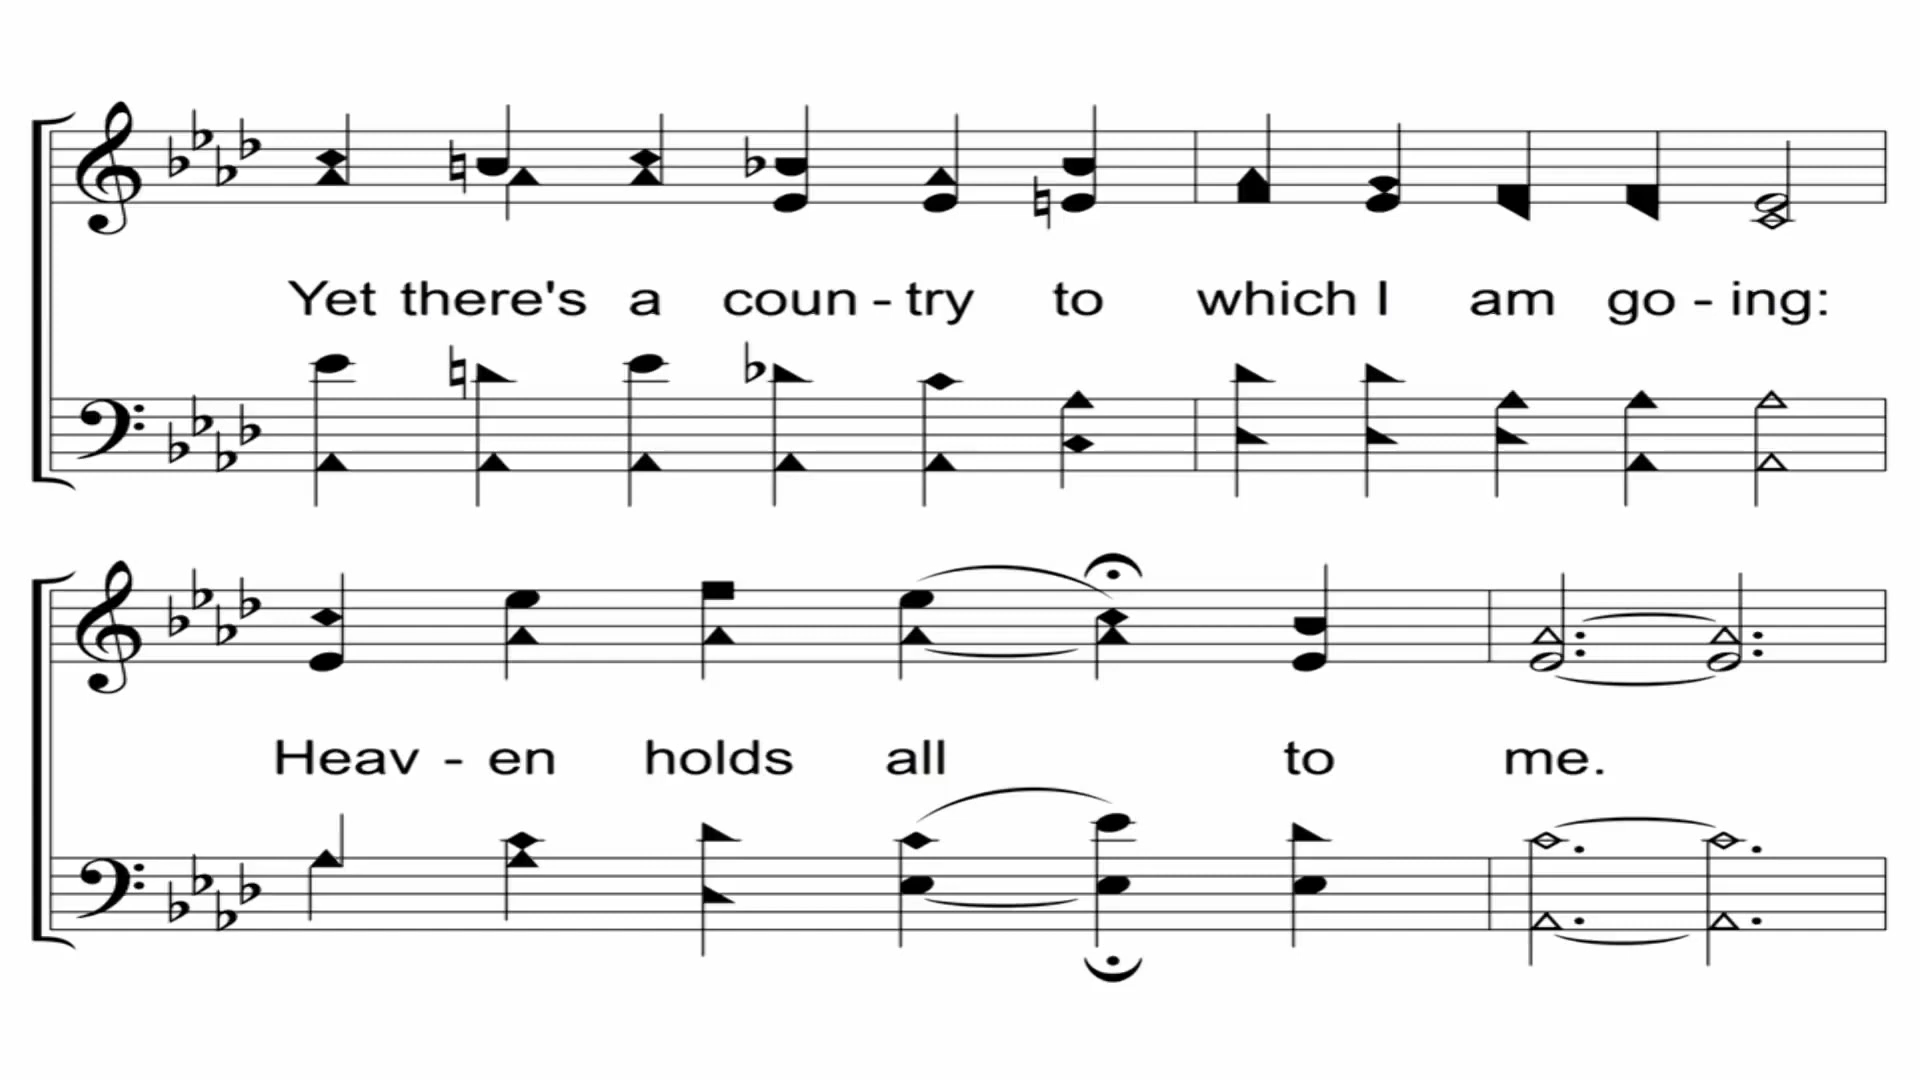 Yet there's a coun - try to which I am go - ing:
Heav - en holds all to me.